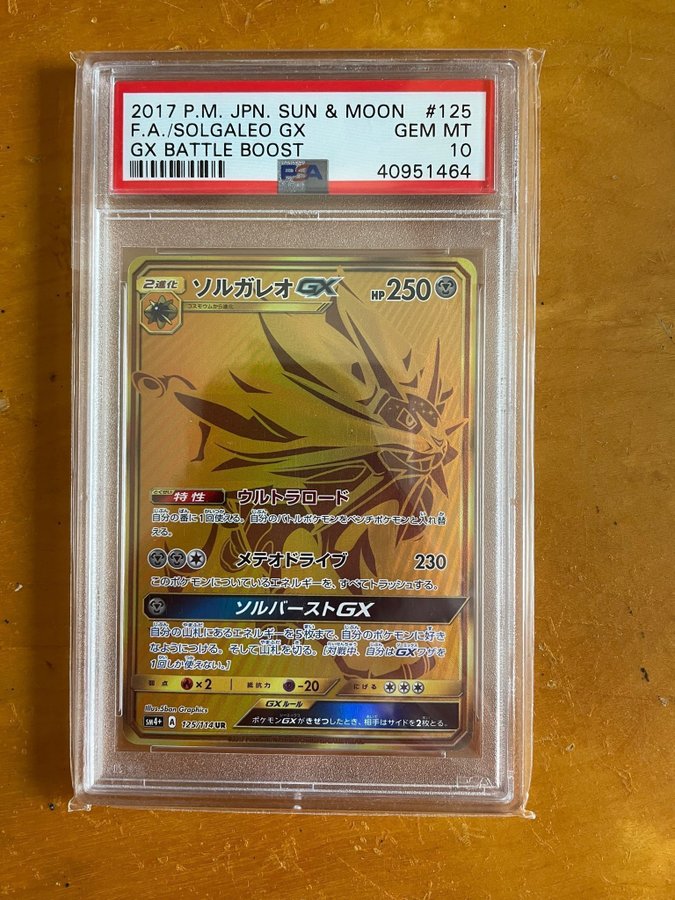 2017 P.M. JPN. SUN & MOON #125
F.A./SOLGALEO GX GEM MT
GX BATTLE BOOST 10
PSA
40951464
2進化 ソルガレオGX HP250
コスモウムから進化
特性 ウルトラロード
自分の番に1回使える。自分のバトルポケモンをベンチポケモンと入れ替
える。
メテオドライブ 230
このポケモンについているエネルギーを、すべてトラッシュする。
ソルバーストGX
自分の山札にあるエネルギーを5枚まで、自分のポケモンに好き
なようにつける。そして山札を切る。[対戦中、自分はGXワザを
1回しか使えない。]
弱点 ×2 抵抗力 -20 にげる
Illus.5ban Graphics
GXルール
SM4+ A 125/114 UR
ポケモンGXがきぜつしたとき、相手はサイドを2枚とる。